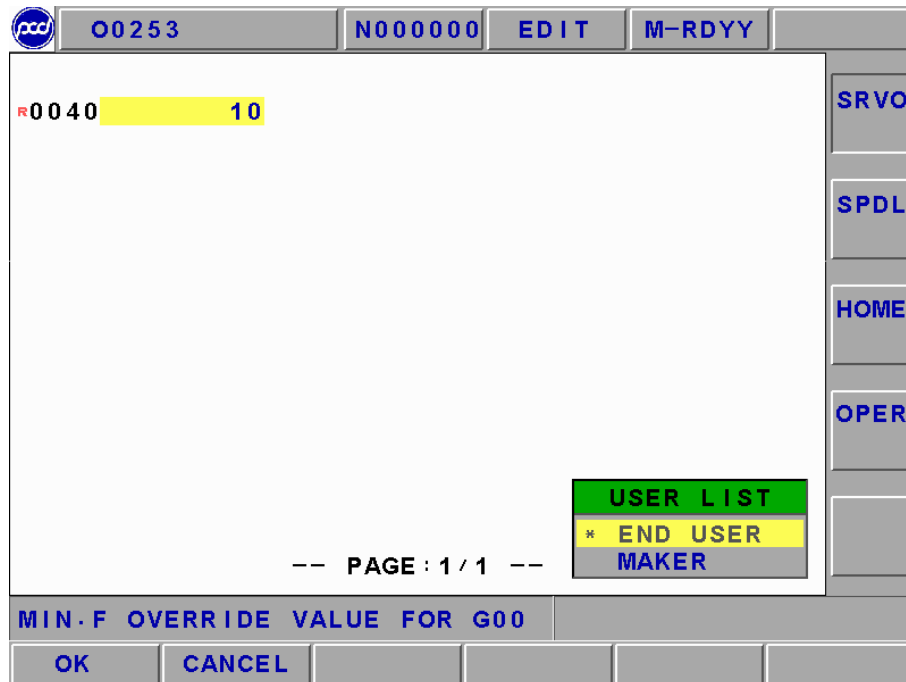 pcd O0253 N000000 EDIT M-RDYY
R0040 10
SRVO
SPDL
HOME
OPER
USER LIST
* END USER
MAKER
-- PAGE:1/1 --
MIN.F OVERRIDE VALUE FOR G00
OK CANCEL